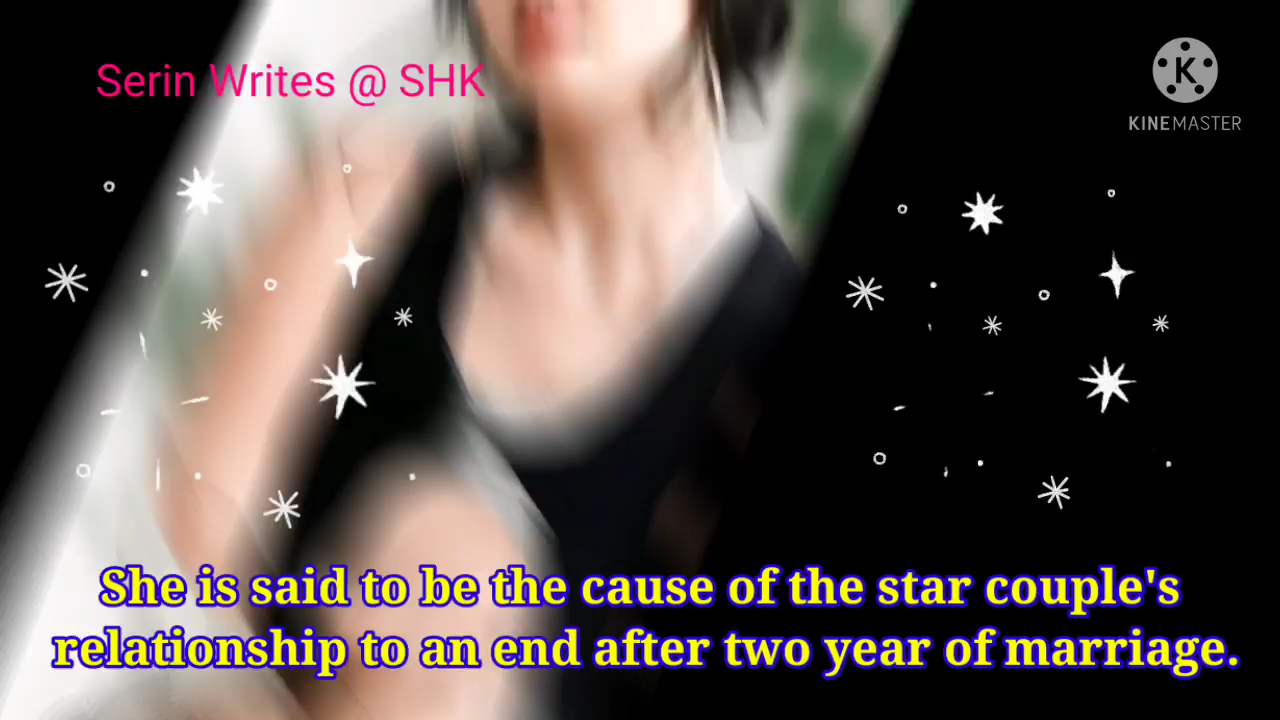 Serin Writes @ SHK
KINEMASTER
She is said to be the cause of the star couple's
relationship to an end after two year of marriage.